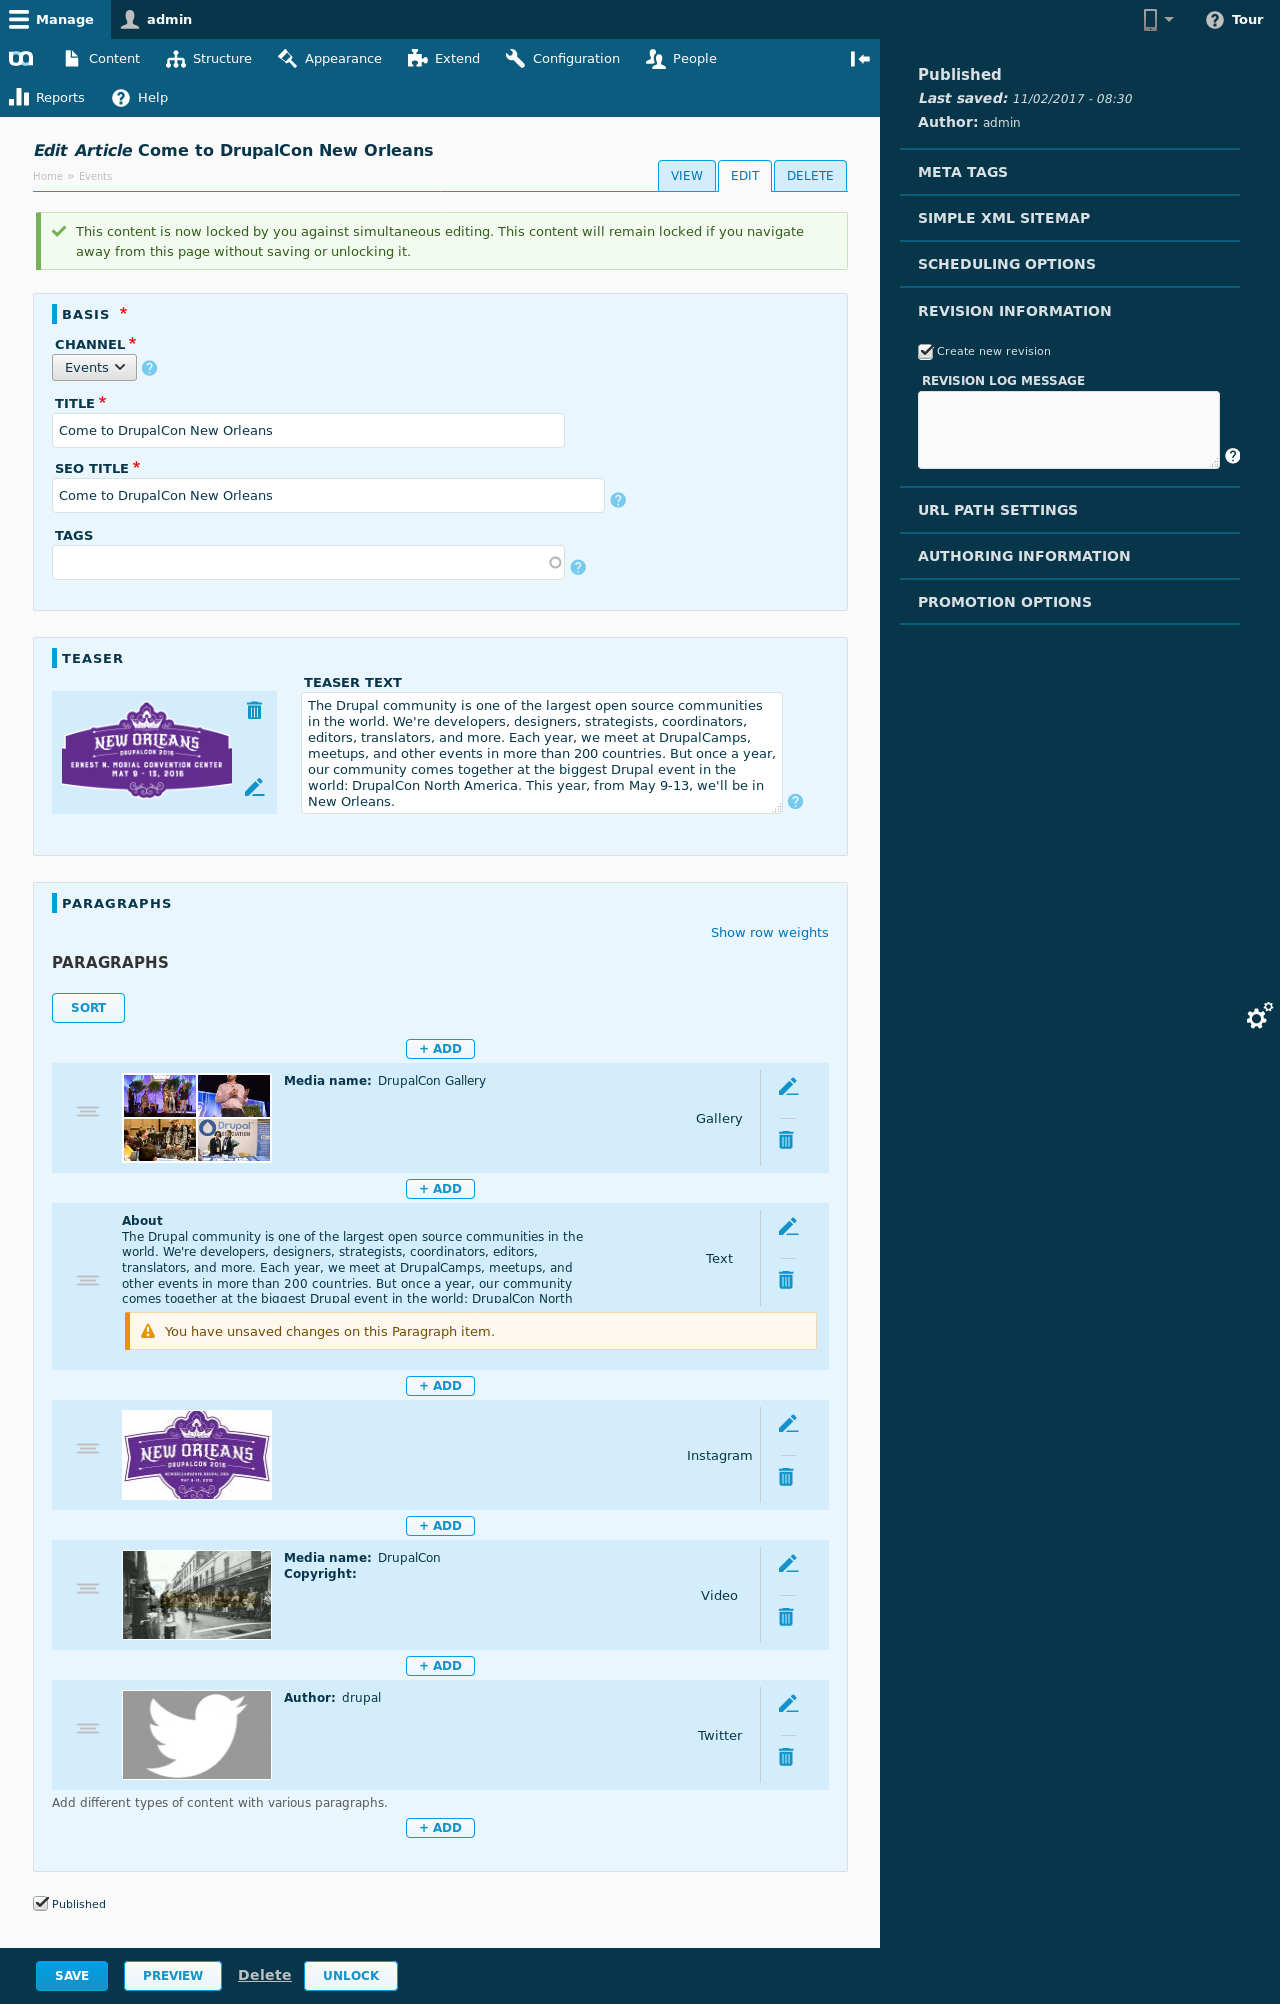 Manage
admin
Tour
Content
Structure
Appearance
Extend
Configuration
People
Reports
Help
Edit Article Come to DrupalCon New Orleans
Home » Events
VIEW
EDIT
DELETE
This content is now locked by you against simultaneous editing. This content will remain locked if you navigate
away from this page without saving or unlocking it.
BASIS *
CHANNEL *
Events
TITLE *
Come to DrupalCon New Orleans
SEO TITLE *
Come to DrupalCon New Orleans
TAGS
TEASER
NEW ORLEANS
DRUPALCON 2016
ERNEST N. MORIAL CONVENTION CENTER
MAY 9 - 13, 2016
TEASER TEXT
The Drupal community is one of the largest open source communities
in the world. We're developers, designers, strategists, coordinators,
editors, translators, and more. Each year, we meet at DrupalCamps,
meetups, and other events in more than 200 countries. But once a year,
our community comes together at the biggest Drupal event in the
world: DrupalCon North America. This year, from May 9-13, we'll be in
New Orleans.
PARAGRAPHS
Show row weights
PARAGRAPHS
SORT
+ ADD
Drupal
Media name: DrupalCon Gallery
Gallery
+ ADD
About
The Drupal community is one of the largest open source communities in the
world. We're developers, designers, strategists, coordinators, editors,
translators, and more. Each year, we meet at DrupalCamps, meetups, and
other events in more than 200 countries. But once a year, our community
comes together at the biggest Drupal event in the world: DrupalCon North
Text
You have unsaved changes on this Paragraph item.
+ ADD
NEW ORLEANS
DRUPALCON 2016
NEWORLEANS2016.DRUPAL.ORG
MAY 9-13, 2016
Instagram
+ ADD
Media name: DrupalCon
Copyright:
Video
+ ADD
Author: drupal
Twitter
Add different types of content with various paragraphs.
+ ADD
Published
SAVE
PREVIEW
Delete
UNLOCK
Published
Last saved: 11/02/2017 - 08:30
Author: admin
META TAGS
SIMPLE XML SITEMAP
SCHEDULING OPTIONS
REVISION INFORMATION
Create new revision
REVISION LOG MESSAGE
URL PATH SETTINGS
AUTHORING INFORMATION
PROMOTION OPTIONS